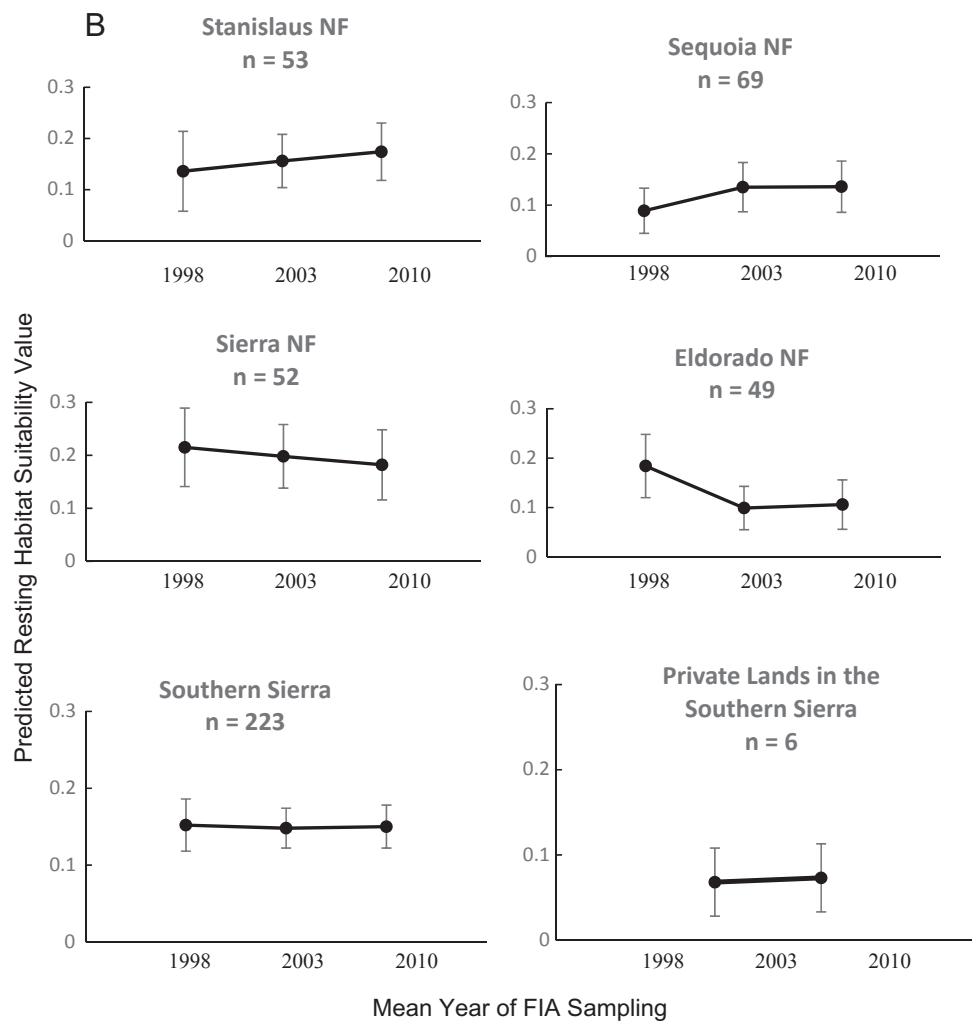 B
Stanislaus NF
n = 53
0.3
0.2
0.1
0
1998 2003 2010
Sequoia NF
n = 69
0.3
0.2
0.1
0
1998 2003 2010
Predicted Resting Habitat Suitability Value
Sierra NF
n = 52
0.3
0.2
0.1
0
1998 2003 2010
Eldorado NF
n = 49
0.3
0.2
0.1
0
1998 2003 2010
Southern Sierra
n = 223
0.3
0.2
0.1
0
1998 2003 2010
Private Lands in the
Southern Sierra
n = 6
0.3
0.2
0.1
0
1998 2003 2010
Mean Year of FIA Sampling